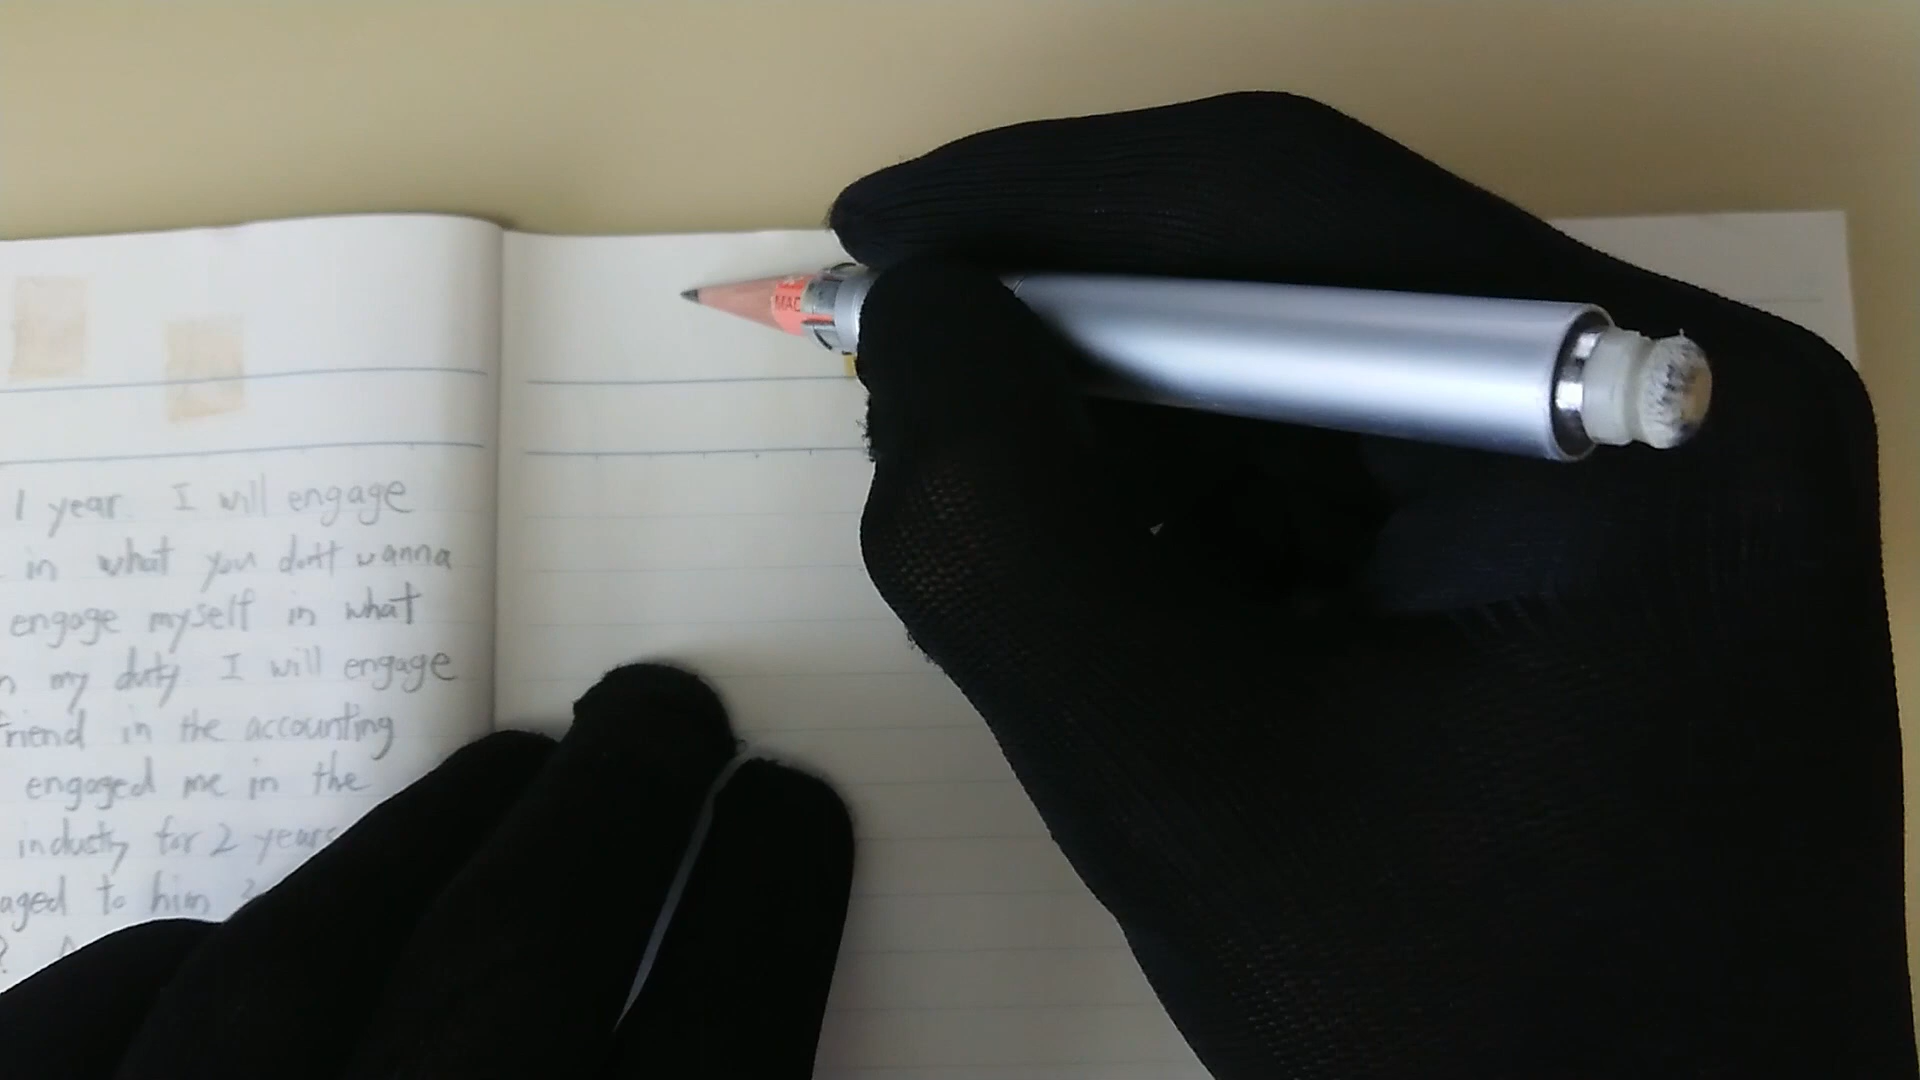 1 year. I will engage
in what you don't wanna
engage myself in what
my duty I will engage
friend in the accounting
engaged me in the
industry for 2 years
aged to him
?
MAC